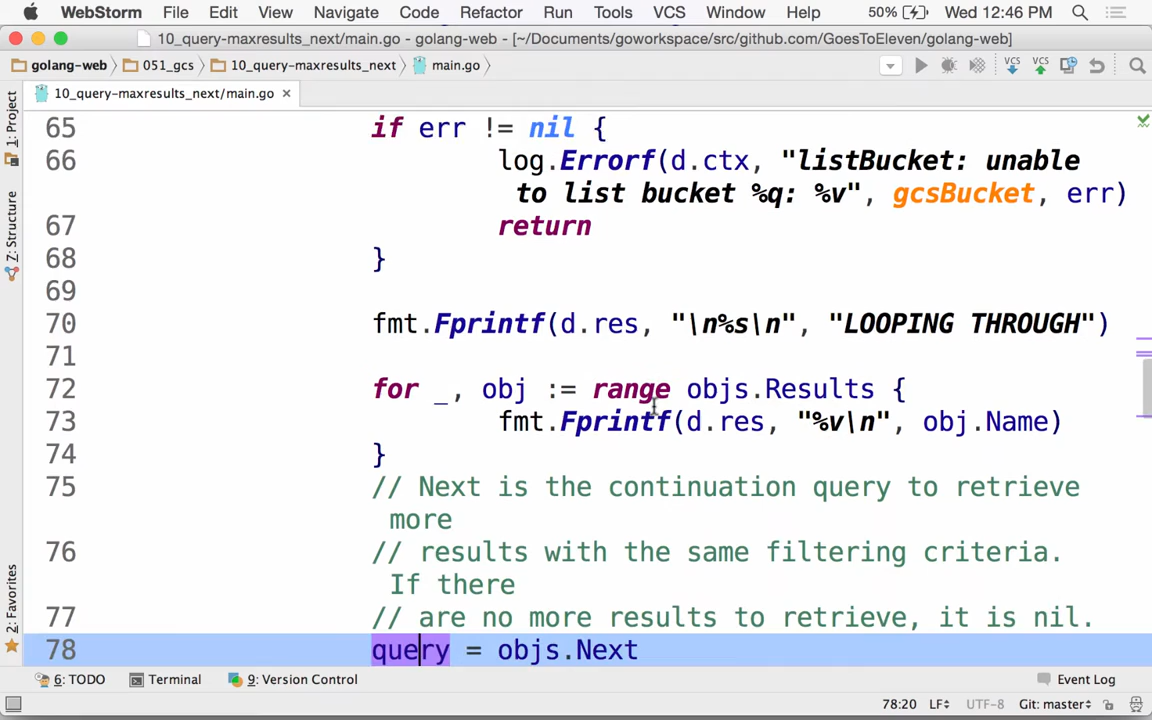 WebStorm File Edit View Navigate Code Refactor Run Tools VCS Window Help 50% Wed 12:46 PM
10_query-maxresults_next/main.go - golang-web - [~/Documents/goworkspace/src/github.com/GoesToEleven/golang-web]
golang-web 051_gcs 10_query-maxresults_next main.go VCS VCS
10_query-maxresults_next/main.go
1: Project
Z: Structure
2: Favorites
65 if err != nil {
66 log.Errorf(d.ctx, "listBucket: unable
to list bucket %q: %v", gcsBucket, err)
67 return
68 }
69
70 fmt.Fprintf(d.res, "\n%s\n", "LOOPING THROUGH")
71
72 for _, obj := range objs.Results {
73 fmt.Fprintf(d.res, "%v\n", obj.Name)
74 }
75 // Next is the continuation query to retrieve
more
76 // results with the same filtering criteria.
If there
77 // are no more results to retrieve, it is nil.
78 query = objs.Next
6: TODO Terminal 9: Version Control Event Log
78:20 LF UTF-8 Git: master